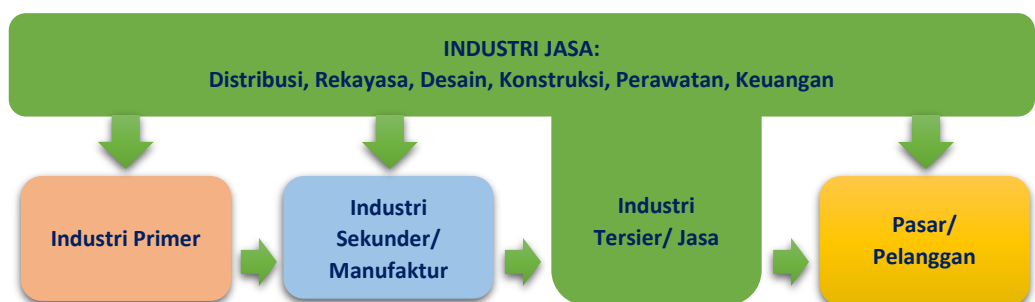 INDUSTRI JASA:
Distribusi, Rekayasa, Desain, Konstruksi, Perawatan, Keuangan
Industri Primer
Industri
Sekunder/
Manufaktur
Industri
Tersier/ Jasa
Pasar/
Pelanggan